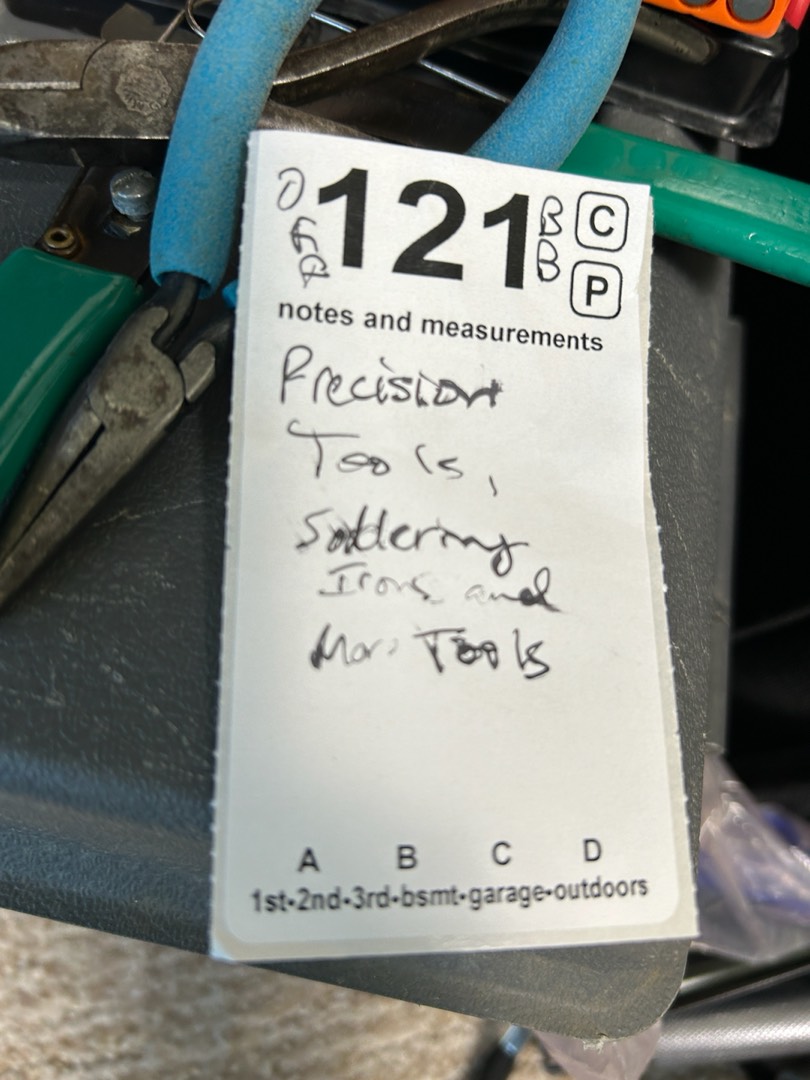 121
B
B
C
P
notes and measurements
Precision
Tools,
Soldering
Irons and
More Tools
A B C D
1st•2nd•3rd•bsmt•garage•outdoors